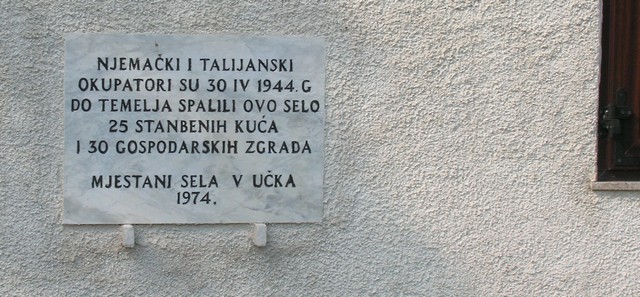 NJEMAČKI I TALIJANSKI
OKUPATORI SU 30 IV 1944.G
DO TEMELJA SPALILI OVO SELO
25 STANBENIH KUĆA
I 30 GOSPODARSKIH ZGRADA
MJEŠTANI SELA V UČKA
1974.